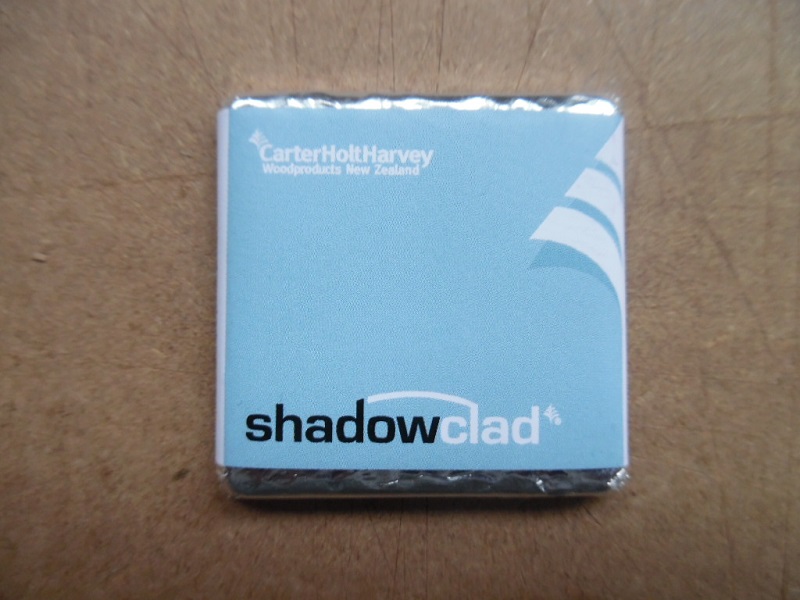 CarterHoltHarvey
Woodproducts New Zealand
shadowclad